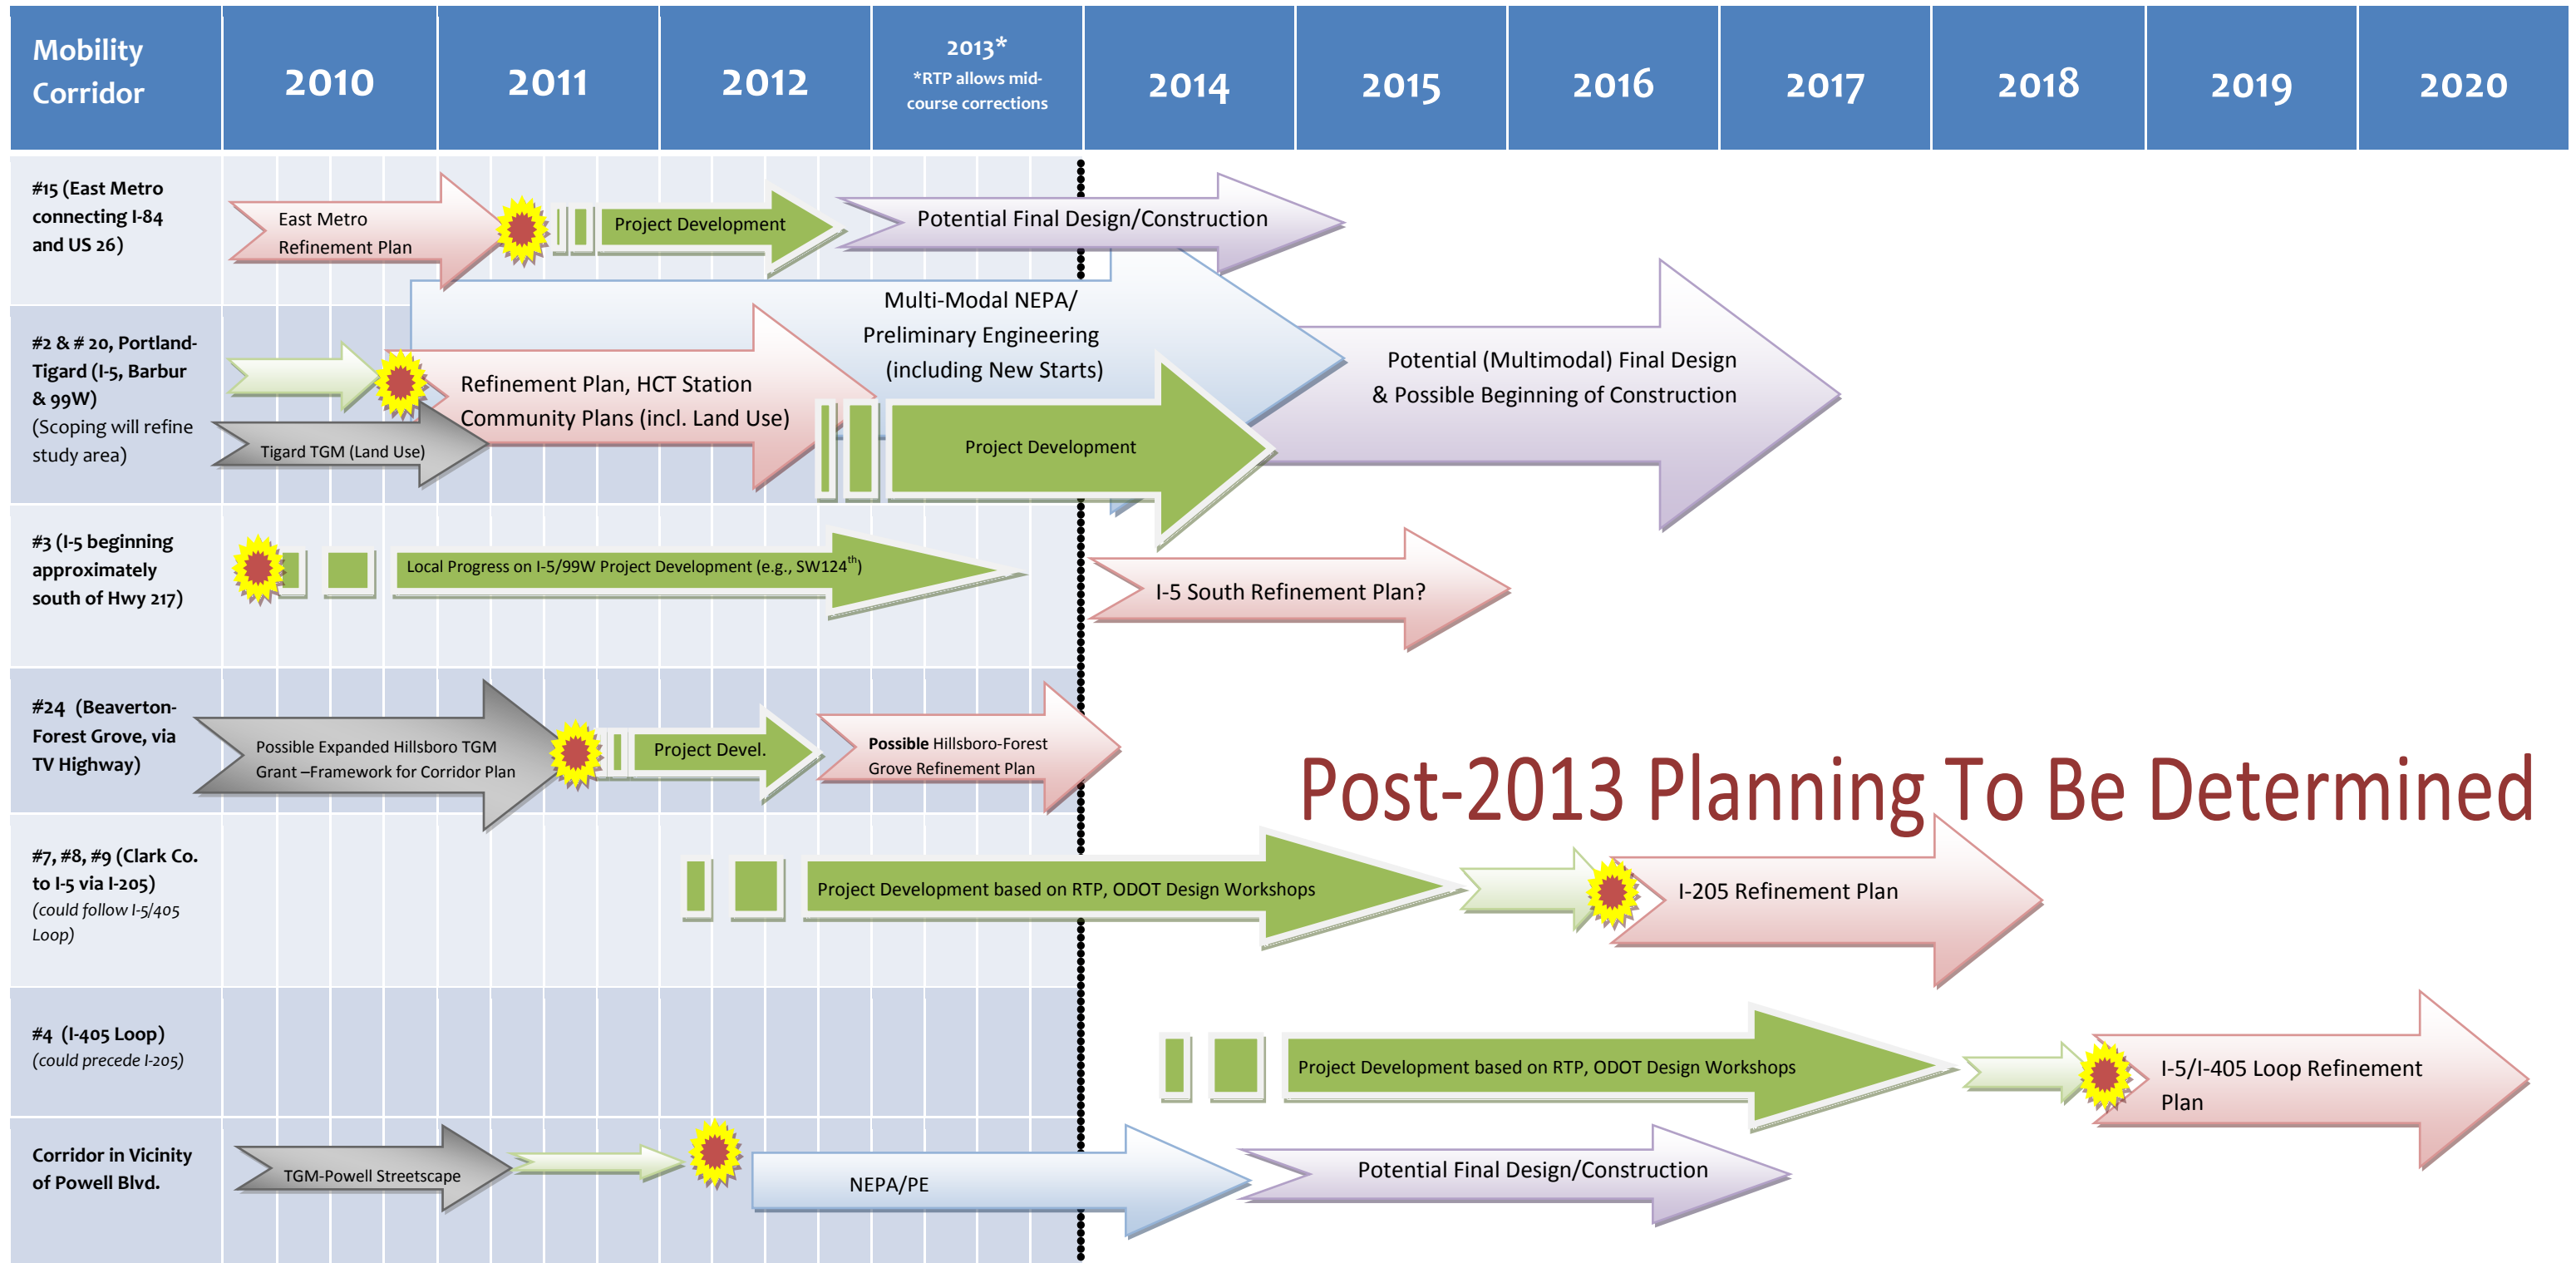 Mobility
Corridor
2010
2011
2012
2013*
*RTP allows mid-
course corrections
2014
2015
2016
2017
2018
2019
2020
#15 (East Metro
connecting I-84
and US 26)
East Metro
Refinement Plan
Project Development
Potential Final Design/Construction
#2 & # 20, Portland-
Tigard (I-5, Barbur
& 99W)
(Scoping will refine
study area)
Tigard TGM (Land Use)
Refinement Plan, HCT Station
Community Plans (incl. Land Use)
Multi-Modal NEPA/
Preliminary Engineering
(including New Starts)
Project Development
Potential (Multimodal) Final Design
& Possible Beginning of Construction
#3 (I-5 beginning
approximately
south of Hwy 217)
Local Progress on I-5/99W Project Development (e.g., SW124th)
I-5 South Refinement Plan?
#24 (Beaverton-
Forest Grove, via
TV Highway)
Possible Expanded Hillsboro TGM
Grant –Framework for Corridor Plan
Project Devel.
Possible Hillsboro-Forest
Grove Refinement Plan
Post-2013 Planning To Be Determined
#7, #8, #9 (Clark Co.
to I-5 via I-205)
(could follow I-5/405
Loop)
Project Development based on RTP, ODOT Design Workshops
I-205 Refinement Plan
#4 (I-405 Loop)
(could precede I-205)
Project Development based on RTP, ODOT Design Workshops
I-5/I-405 Loop Refinement
Plan
Corridor in Vicinity
of Powell Blvd.
TGM-Powell Streetscape
NEPA/PE
Potential Final Design/Construction